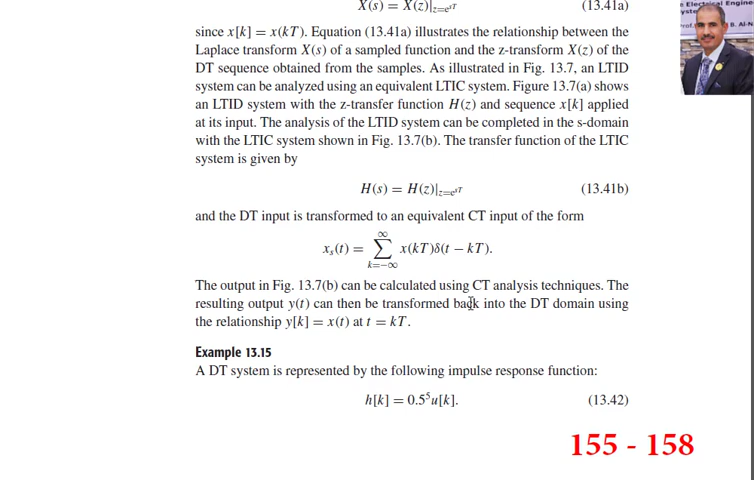 X(s) = X(z)|z=e^sT (13.41a)
e Electrical Engine
yste
Prof.
B. Al-N
since x[k] = x(kT). Equation (13.41a) illustrates the relationship between the
Laplace transform X(s) of a sampled function and the z-transform X(z) of the
DT sequence obtained from the samples. As illustrated in Fig. 13.7, an LTID
system can be analyzed using an equivalent LTIC system. Figure 13.7(a) shows
an LTID system with the z-transfer function H(z) and sequence x[k] applied
at its input. The analysis of the LTID system can be completed in the s-domain
with the LTIC system shown in Fig. 13.7(b). The transfer function of the LTIC
system is given by
H(s) = H(z)|z=e^sT (13.41b)
and the DT input is transformed to an equivalent CT input of the form
xs(t) = ∑ k=−∞ ∞ x(kT)δ(t − kT).
The output in Fig. 13.7(b) can be calculated using CT analysis techniques. The
resulting output y(t) can then be transformed back into the DT domain using
the relationship y[k] = x(t) at t = kT.
Example 13.15
A DT system is represented by the following impulse response function:
h[k] = 0.5⁵u[k]. (13.42)
155 - 158